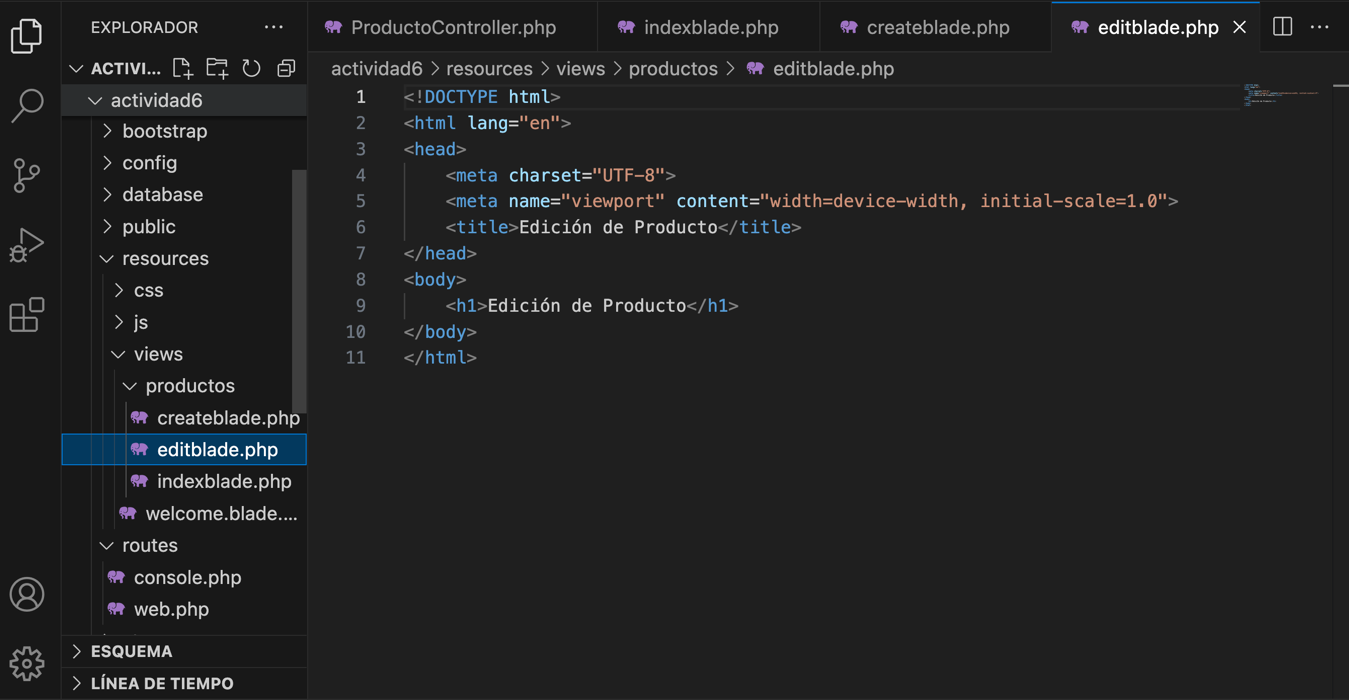 EXPLORADOR
ACTIVI...
actividad6
bootstrap
config
database
public
resources
css
js
views
productos
createblade.php
editblade.php
indexblade.php
welcome.blade....
routes
console.php
web.php
ESQUEMA
LÍNEA DE TIEMPO
ProductoController.php
indexblade.php
createblade.php
editblade.php
actividad6 > resources > views > productos > editblade.php
1 <!DOCTYPE html>
2 <html lang="en">
3 <head>
4     <meta charset="UTF-8">
5     <meta name="viewport" content="width=device-width, initial-scale=1.0">
6     <title>Edición de Producto</title>
7 </head>
8 <body>
9     <h1>Edición de Producto</h1>
10 </body>
11 </html>